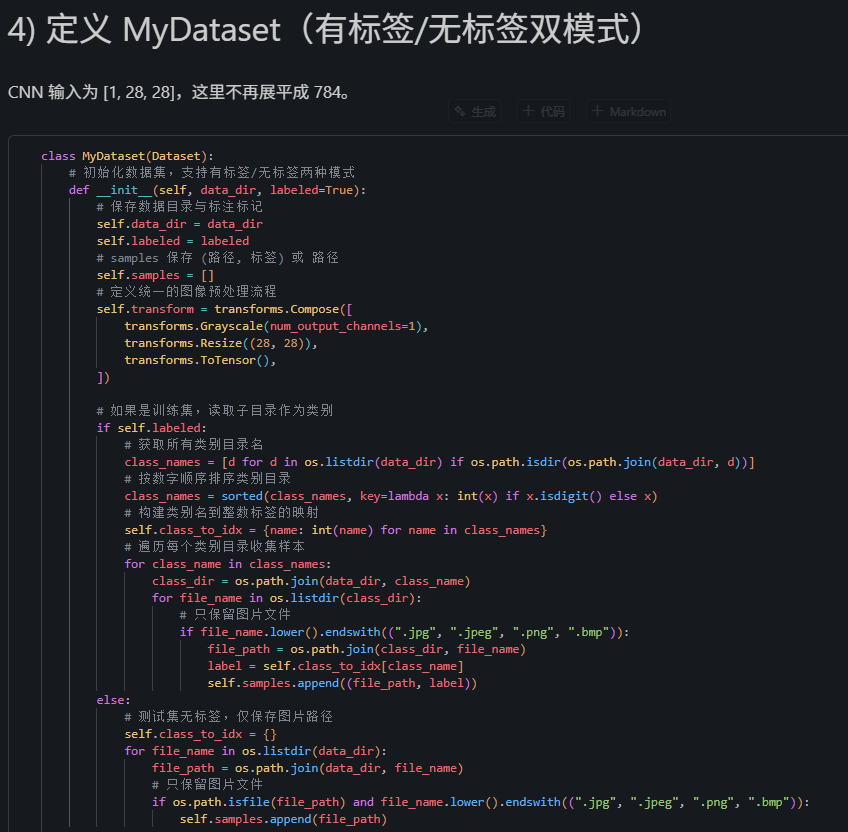 4) 定义 MyDataset（有标签/无标签双模式）
CNN 输入为 [1, 28, 28]，这里不再展平成 784。
生成 代码 Markdown
class MyDataset(Dataset):
# 初始化数据集，支持有标签/无标签两种模式
def __init__(self, data_dir, labeled=True):
# 保存数据目录与标注标记
self.data_dir = data_dir
self.labeled = labeled
# samples 保存 (路径, 标签) 或 路径
self.samples = []
# 定义统一的图像预处理流程
self.transform = transforms.Compose([
transforms.Grayscale(num_output_channels=1),
transforms.Resize((28, 28)),
transforms.ToTensor(),
])
# 如果是训练集，读取子目录作为类别
if self.labeled:
# 获取所有类别目录名
class_names = [d for d in os.listdir(data_dir) if os.path.isdir(os.path.join(data_dir, d))]
# 按数字顺序排序类别目录
class_names = sorted(class_names, key=lambda x: int(x) if x.isdigit() else x)
# 构建类别名到整数标签的映射
self.class_to_idx = {name: int(name) for name in class_names}
# 遍历每个类别目录收集样本
for class_name in class_names:
class_dir = os.path.join(data_dir, class_name)
for file_name in os.listdir(class_dir):
# 只保留图片文件
if file_name.lower().endswith((".jpg", ".jpeg", ".png", ".bmp")):
file_path = os.path.join(class_dir, file_name)
label = self.class_to_idx[class_name]
self.samples.append((file_path, label))
else:
# 测试集无标签，仅保存图片路径
self.class_to_idx = {}
for file_name in os.listdir(data_dir):
file_path = os.path.join(data_dir, file_name)
# 只保留图片文件
if os.path.isfile(file_path) and file_name.lower().endswith((".jpg", ".jpeg", ".png", ".bmp")):
self.samples.append(file_path)